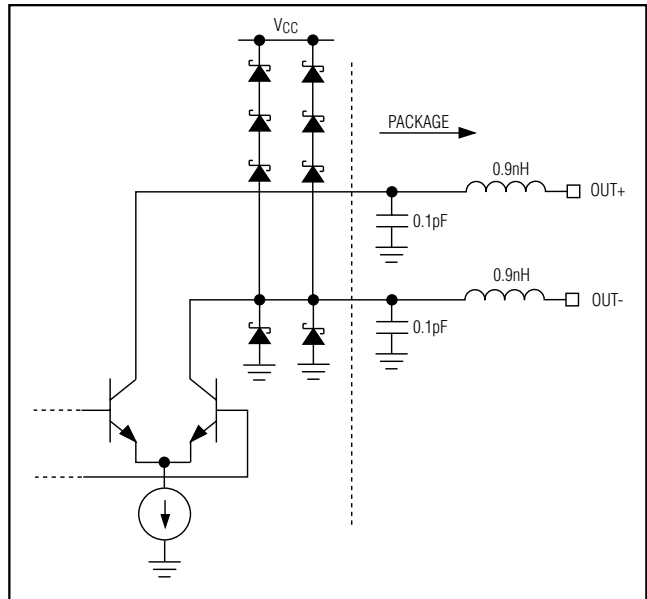 VCC
PACKAGE
0.9nH
OUT+
0.1pF
0.9nH
OUT-
0.1pF